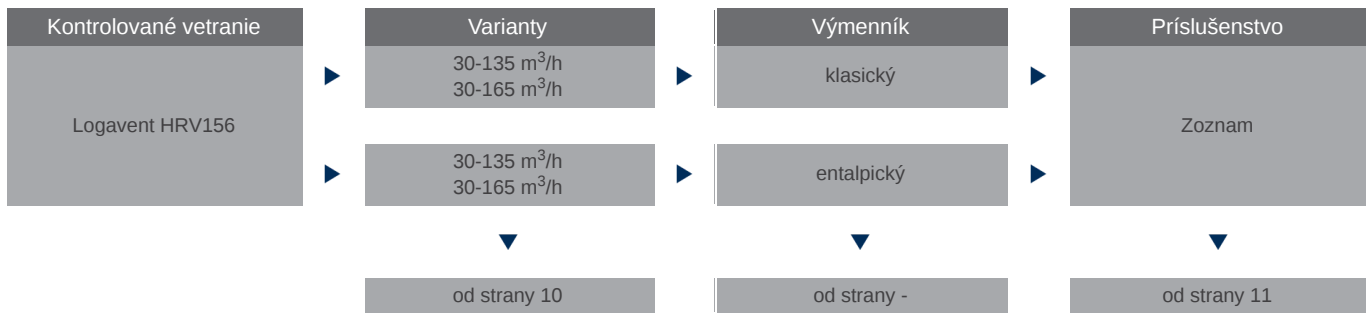 Kontrolované vetranie
Varianty
Výmenník
Príslušenstvo
Logavent HRV156
30-135 m³/h
30-165 m³/h
klasický
Zoznam
30-135 m³/h
30-165 m³/h
entalpický
od strany 10
od strany -
od strany 11